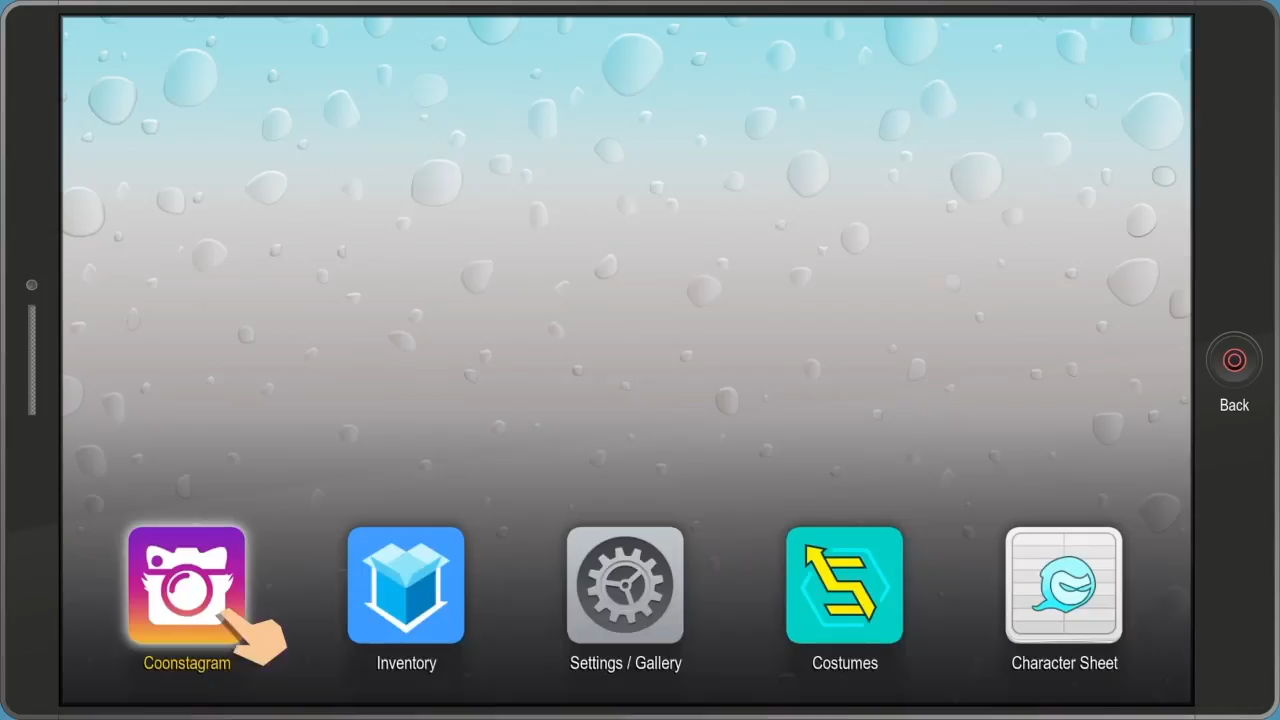 Back
Coonstagram
Inventory
Settings / Gallery
Costumes
Character Sheet